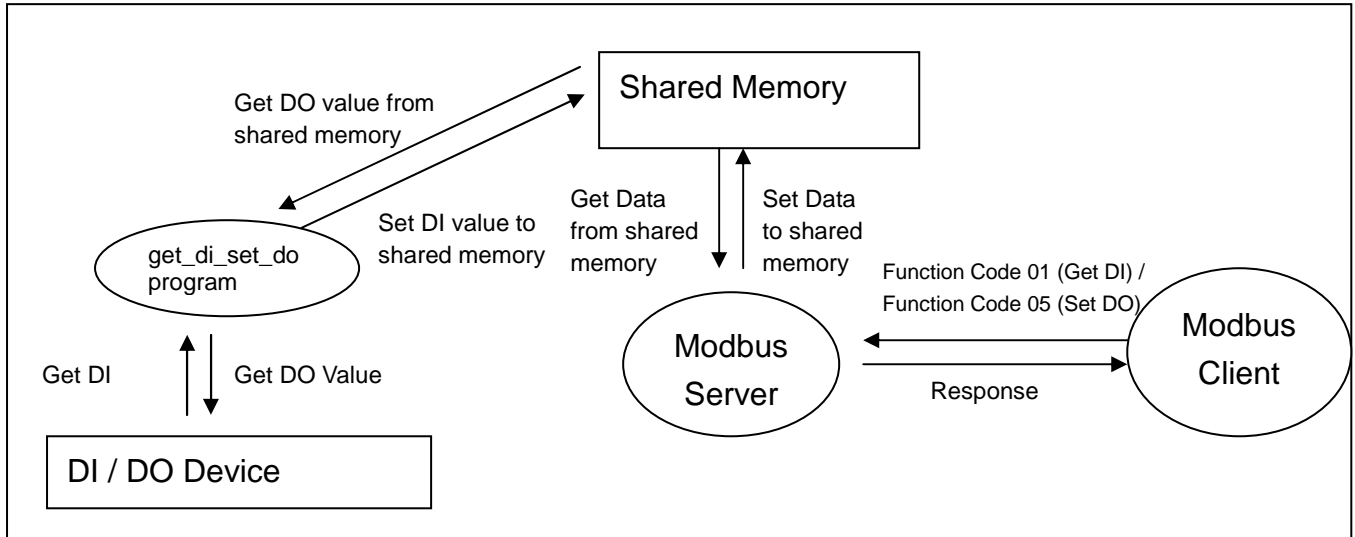 Shared Memory
Get DO value from
shared memory
Set DI value to
shared memory
Get Data
from shared
memory
Set Data
to shared
memory
get_di_set_do
program
Function Code 01 (Get DI) /
Function Code 05 (Set DO)
Modbus
Server
Modbus
Client
Response
Get DI
Get DO Value
DI / DO Device